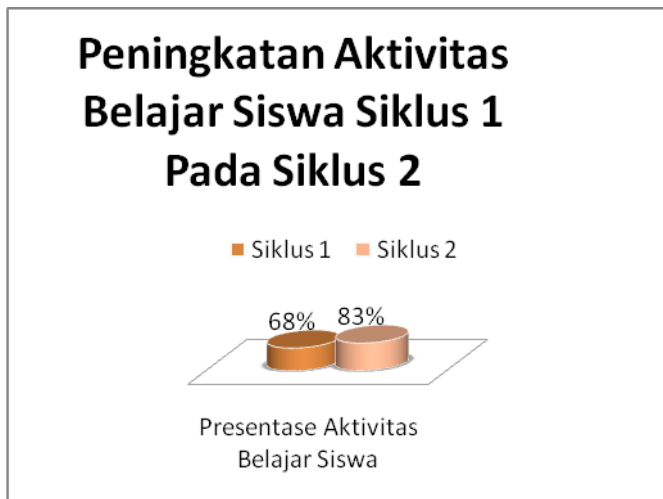 Peningkatan Aktivitas
Belajar Siswa Siklus 1
Pada Siklus 2
Siklus 1 Siklus 2
68% 83%
Presentase Aktivitas
Belajar Siswa